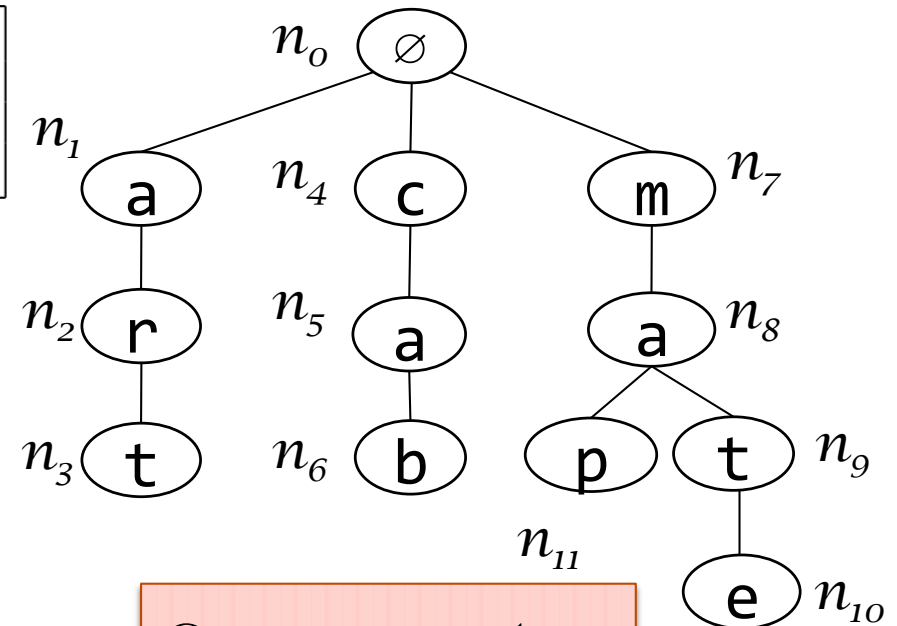 n₀ ∅
n₁ a n₄ c m n₇
n₂ r n₅ a a n₈
n₃ t n₆ b p t n₉
n₁₁
e n₁₀